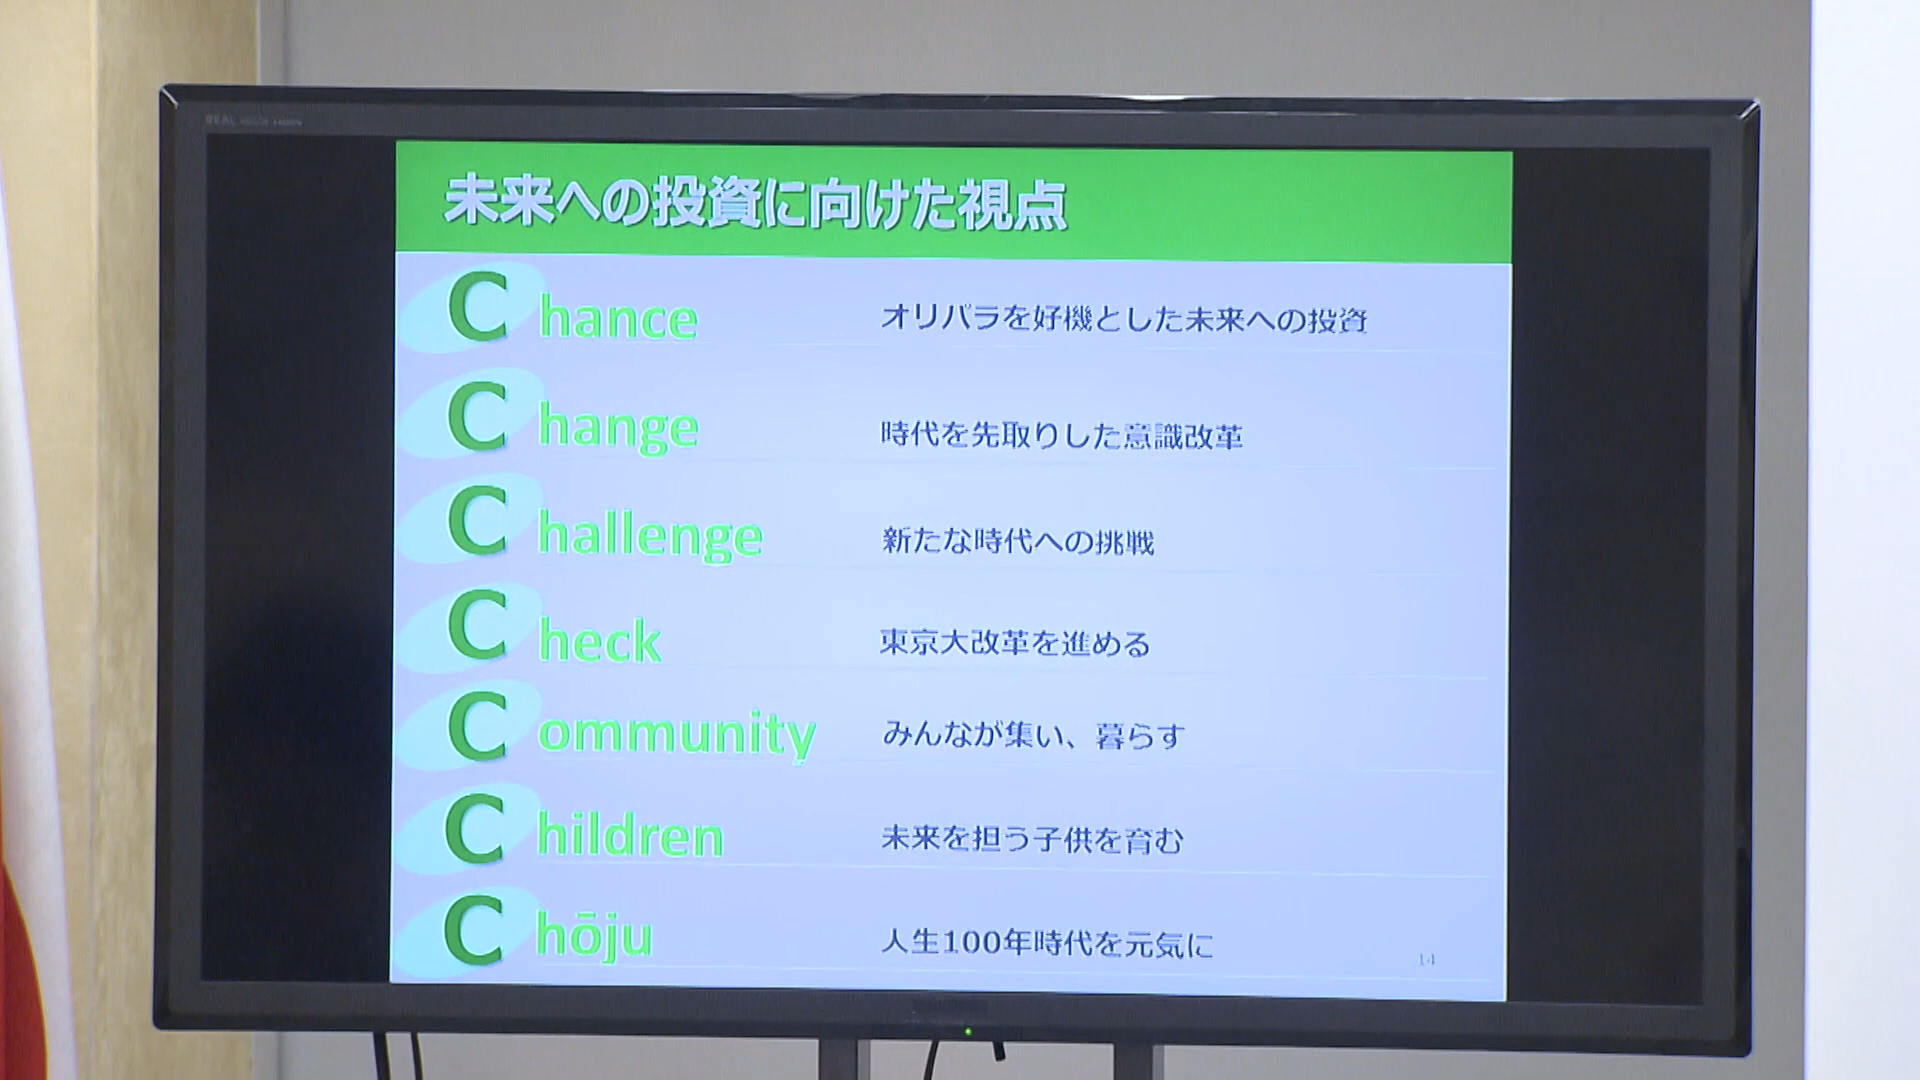 未来への投資に向けた視点
Chance オリパラを好機とした未来への投資
Change 時代を先取りした意識改革
Challenge 新たな時代への挑戦
Check 東京大改革を進める
Community みんなが集い、暮らす
Children 未来を担う子供を育む
Chōju 人生100年時代を元気に
14